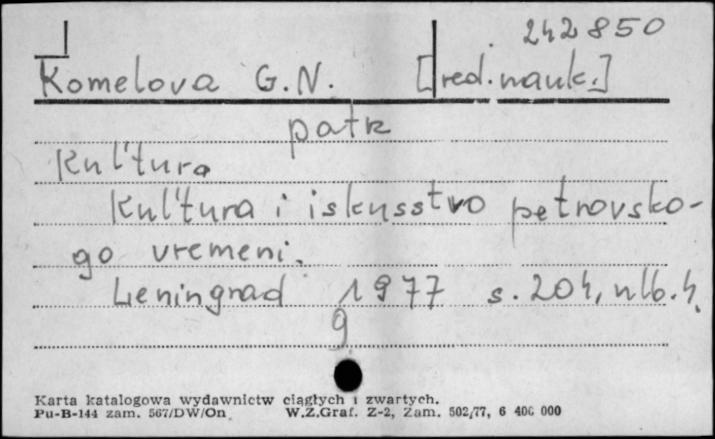 242850
Komelova G.N. [red. nauk.]
patrz
Kul'tura
Kul'tura i iskusstvo petrovsko-
go vremeni.
Leningrad 1977 s. 204, nlb. 4.
9
Karta katalogowa wydawnictw ciągłych i zwartych.
Pu-B-144 zam. 567/DW/On W.Z.Graf. Z-2, Zam. 502/77, 6 400 000